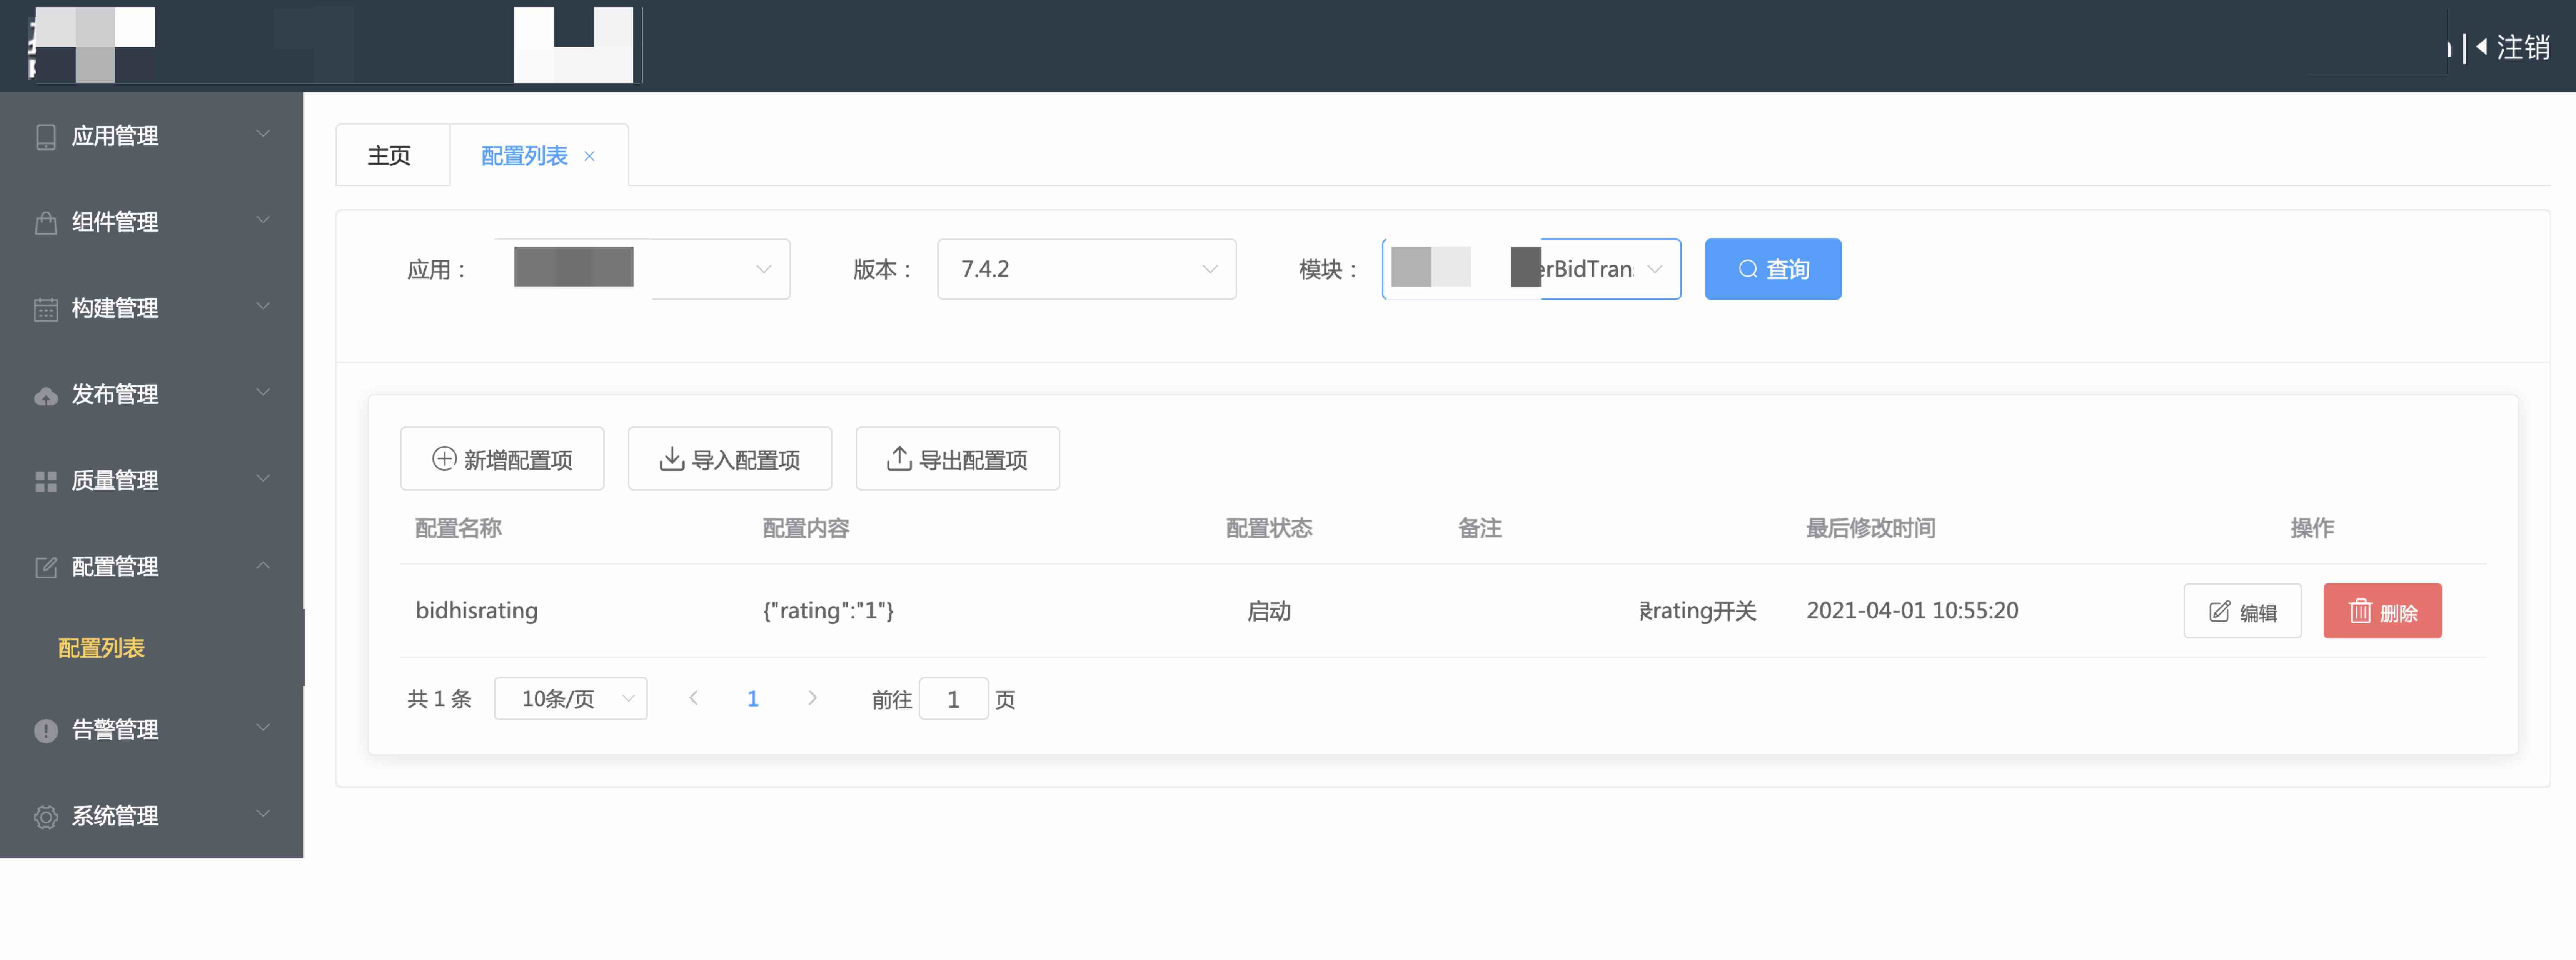 注销
应用管理
组件管理
构建管理
发布管理
质量管理
配置管理
配置列表
告警管理
系统管理
主页 配置列表
应用： 版本： 7.4.2 模块： erBidTran 查询
新增配置项 导入配置项 导出配置项
配置名称 配置内容 配置状态 备注 最后修改时间 操作
bidhisrating {"rating":"1"} 启动 rating开关 2021-04-01 10:55:20 编辑 删除
共 1 条 10条/页 1 前往 1 页